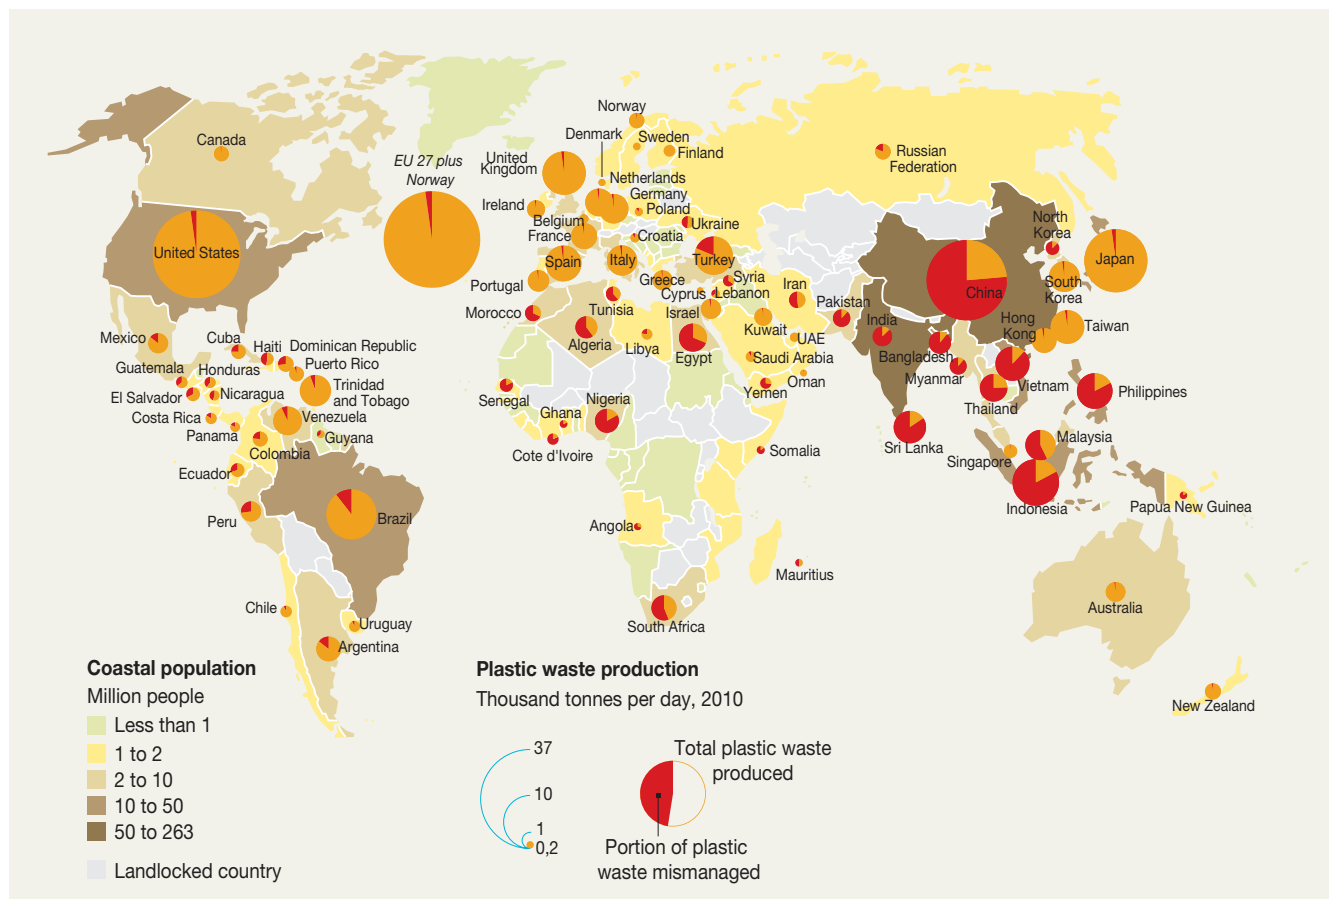 Canada
EU 27 plus
Norway
United States
Mexico
Cuba
Haiti
Dominican Republic
Puerto Rico
Guatemala
Honduras
Trinidad
and Tobago
El Salvador
Nicaragua
Costa Rica
Venezuela
Panama
Guyana
Colombia
Ecuador
Peru
Brazil
Chile
Uruguay
Argentina
Norway
Denmark
Sweden
Finland
United
Kingdom
Netherlands
Germany
Poland
Ireland
Belgium
France
Ukraine
Croatia
Spain
Italy
Turkey
Portugal
Greece
Syria
Cyprus
Lebanon
Morocco
Tunisia
Israel
Iran
Pakistan
Algeria
Libya
Egypt
Kuwait
UAE
Saudi Arabia
Oman
Yemen
Senegal
Ghana
Nigeria
Cote d'Ivoire
Somalia
Angola
Mauritius
South Africa
Russian
Federation
North
Korea
Japan
China
South
Korea
India
Hong
Kong
Taiwan
Bangladesh
Myanmar
Vietnam
Thailand
Philippines
Sri Lanka
Malaysia
Singapore
Indonesia
Papua New Guinea
Australia
New Zealand
Coastal population
Million people
Less than 1
1 to 2
2 to 10
10 to 50
50 to 263
Landlocked country
Plastic waste production
Thousand tonnes per day, 2010
37
10
1
0,2
Total plastic waste
produced
Portion of plastic
waste mismanaged